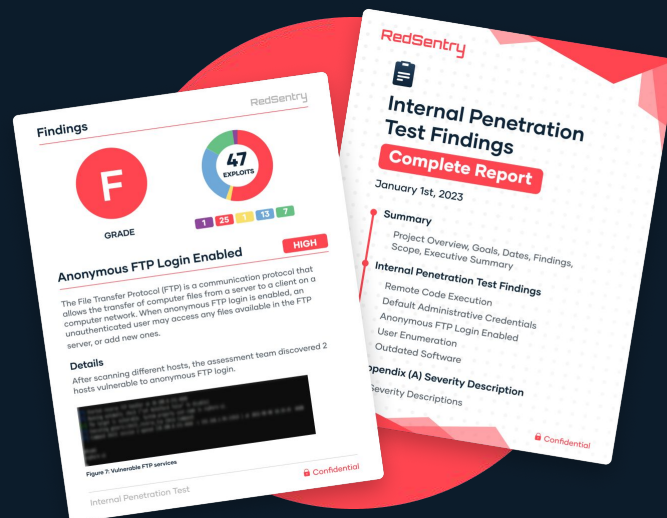 RedSentry
Findings
F
GRADE
47
EXPLOITS
1 25 1 13 7
Anonymous FTP Login Enabled
HIGH
The File Transfer Protocol (FTP) is a communication protocol that
allows the transfer of computer files from a server to a client on a
computer network. When anonymous FTP login is enabled, an
unauthenticated user may access any files available in the FTP
server, or add new ones.
Details
After scanning different hosts, the assessment team discovered 2
hosts vulnerable to anonymous FTP login.
Figure 7: Vulnerable FTP services
Internal Penetration Test
Confidential
RedSentry
Internal Penetration
Test Findings
Complete Report
January 1st, 2023
Summary
Project Overview, Goals, Dates, Findings,
Scope, Executive Summary
Internal Penetration Test Findings
Remote Code Execution
Default Administrative Credentials
Anonymous FTP Login Enabled
User Enumeration
Outdated Software
ppendix (A) Severity Description
Severity Descriptions
Confidential